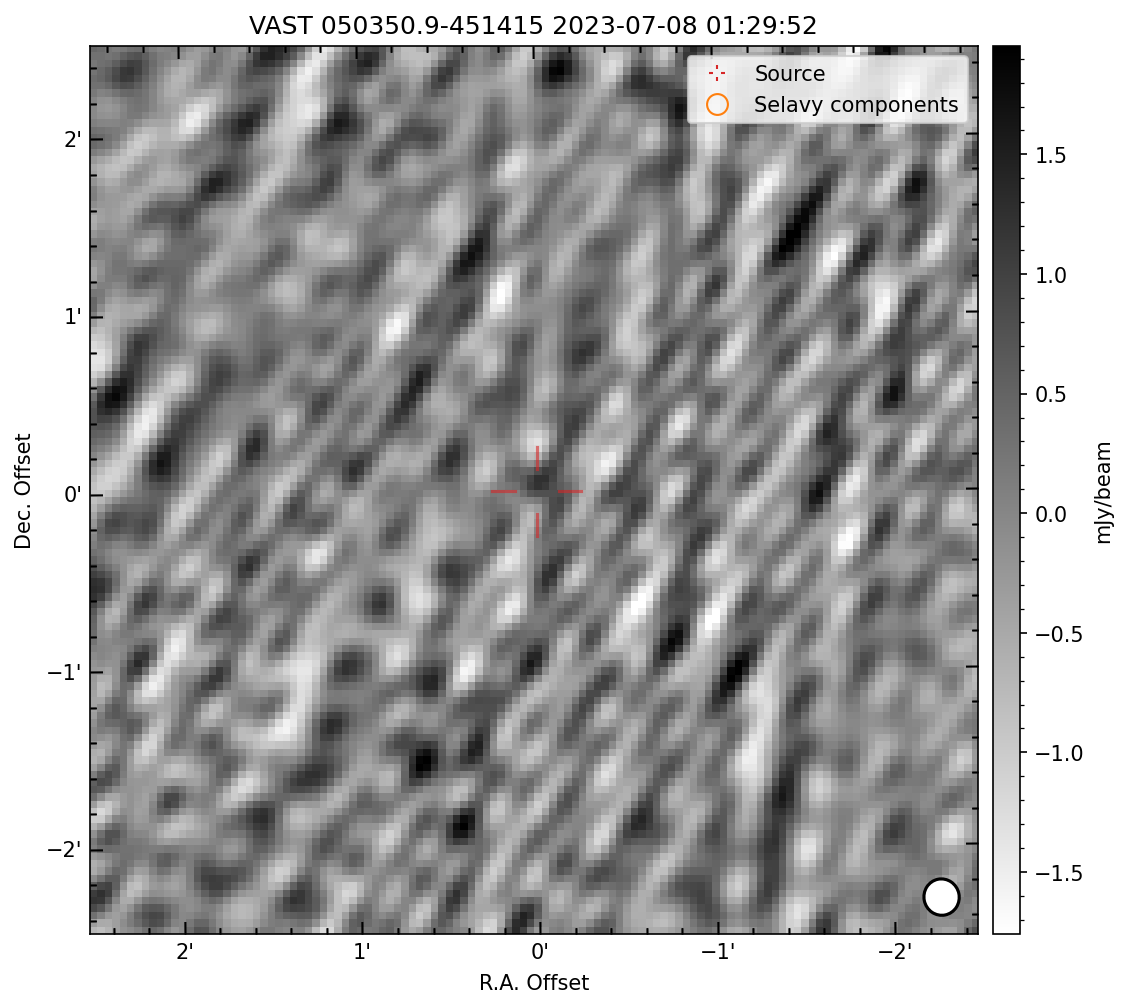 VAST 050350.9-451415 2023-07-08 01:29:52
Source
Selavy components
2'
1'
0'
−1'
−2'
Dec. Offset
2'
1'
0'
−1'
−2'
R.A. Offset
1.5
1.0
0.5
0.0
−0.5
−1.0
−1.5
mJy/beam